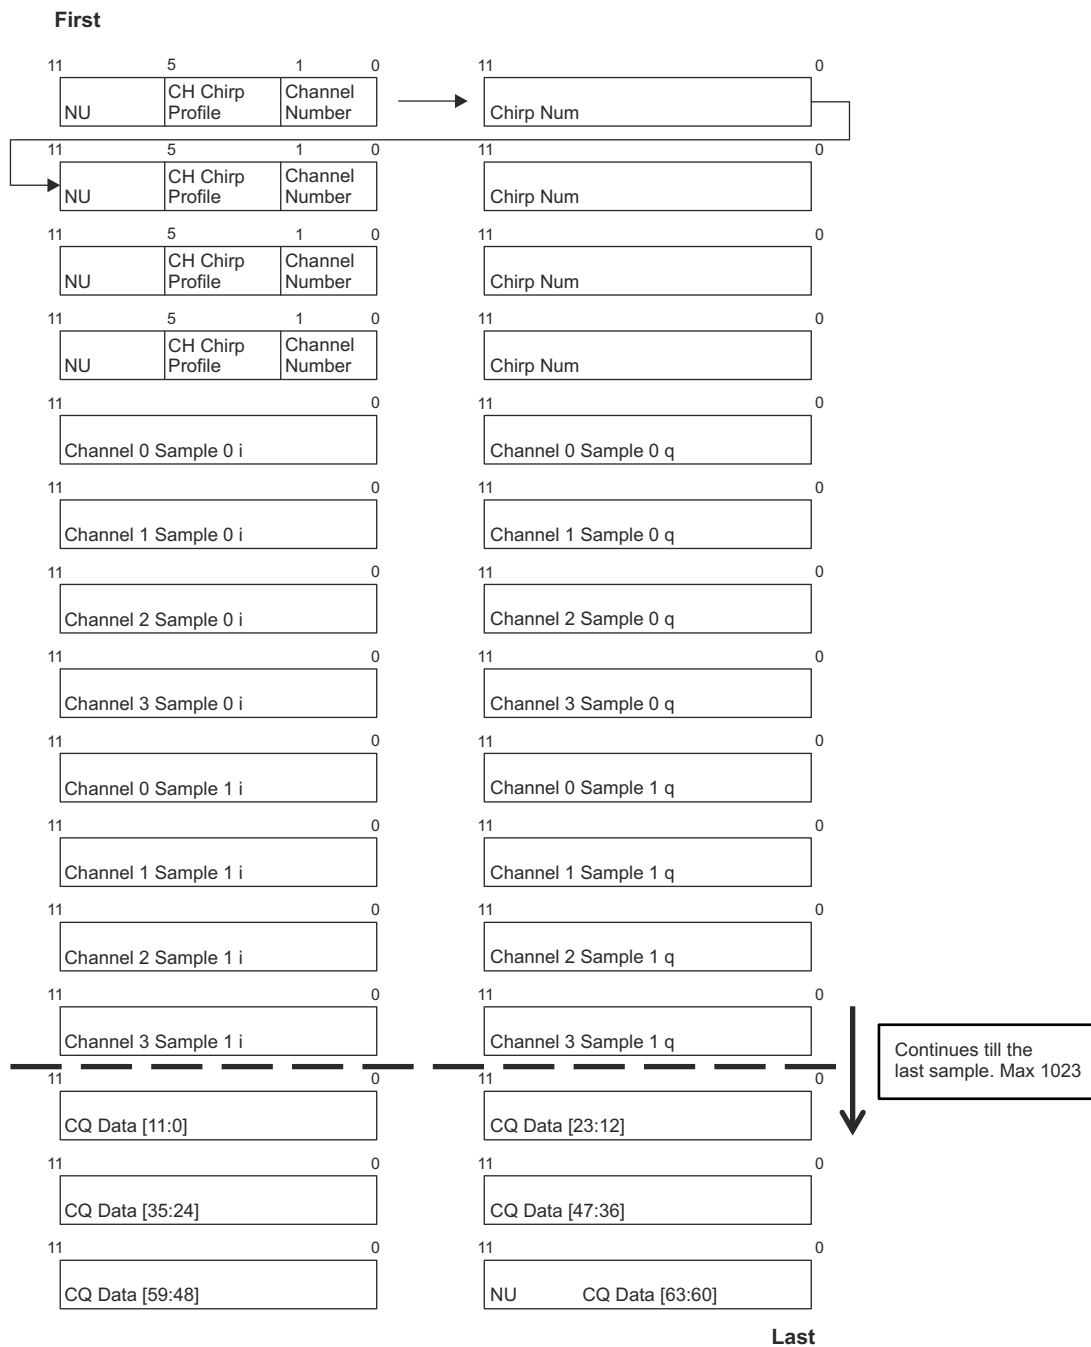 First
11 5 1 0 11 0
NU CH Chirp Profile Channel Number Chirp Num
11 5 1 0 11 0
NU CH Chirp Profile Channel Number Chirp Num
11 5 1 0 11 0
NU CH Chirp Profile Channel Number Chirp Num
11 5 1 0 11 0
NU CH Chirp Profile Channel Number Chirp Num
11 0 11 0
Channel 0 Sample 0 i Channel 0 Sample 0 q
11 0 11 0
Channel 1 Sample 0 i Channel 1 Sample 0 q
11 0 11 0
Channel 2 Sample 0 i Channel 2 Sample 0 q
11 0 11 0
Channel 3 Sample 0 i Channel 3 Sample 0 q
11 0 11 0
Channel 0 Sample 1 i Channel 0 Sample 1 q
11 0 11 0
Channel 1 Sample 1 i Channel 1 Sample 1 q
11 0 11 0
Channel 2 Sample 1 i Channel 2 Sample 1 q
11 0 11 0
Channel 3 Sample 1 i Channel 3 Sample 1 q
Continues till the
last sample. Max 1023
11 0 11 0
CQ Data [11:0] CQ Data [23:12]
11 0 11 0
CQ Data [35:24] CQ Data [47:36]
11 0 11 0
CQ Data [59:48] NU CQ Data [63:60]
Last